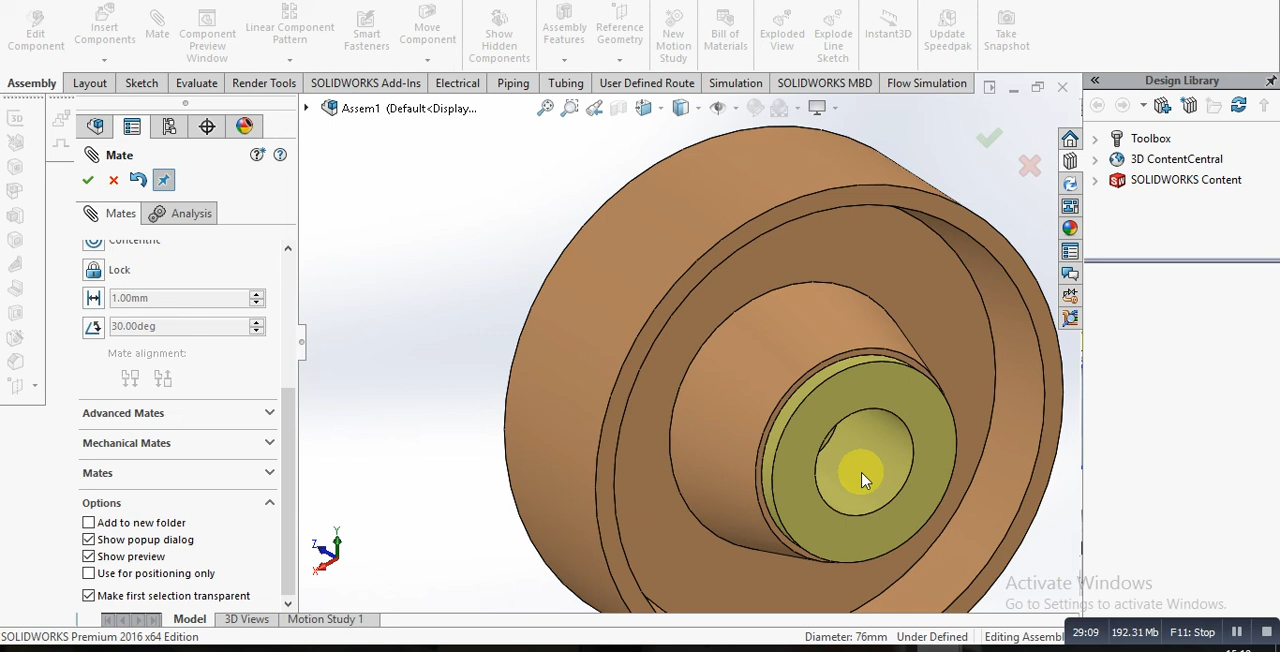 Edit Component
Insert Components
Mate
Component Preview Window
Linear Component Pattern
Smart Fasteners
Move Component
Show Hidden Components
Assembly Features
Reference Geometry
New Motion Study
Bill of Materials
Exploded View
Explode Line Sketch
Instant3D
Update Speedpak
Take Snapshot
Assembly
Layout
Sketch
Evaluate
Render Tools
SOLIDWORKS Add-Ins
Electrical
Piping
Tubing
User Defined Route
Simulation
SOLIDWORKS MBD
Flow Simulation
Design Library
Assem1 (Default<Display...
Toolbox
3D ContentCentral
SOLIDWORKS Content
Mate
Mates
Analysis
Concentric
Lock
1.00mm
30.00deg
Mate alignment:
Advanced Mates
Mechanical Mates
Mates
Options
Add to new folder
Show popup dialog
Show preview
Use for positioning only
Make first selection transparent
Z
Y
X
Activate Windows
Go to Settings to activate Windows.
Model
3D Views
Motion Study 1
SOLIDWORKS Premium 2016 x64 Edition
Diameter: 76mm
Under Defined
Editing Assembl
29:09
192.31 Mb
F11: Stop